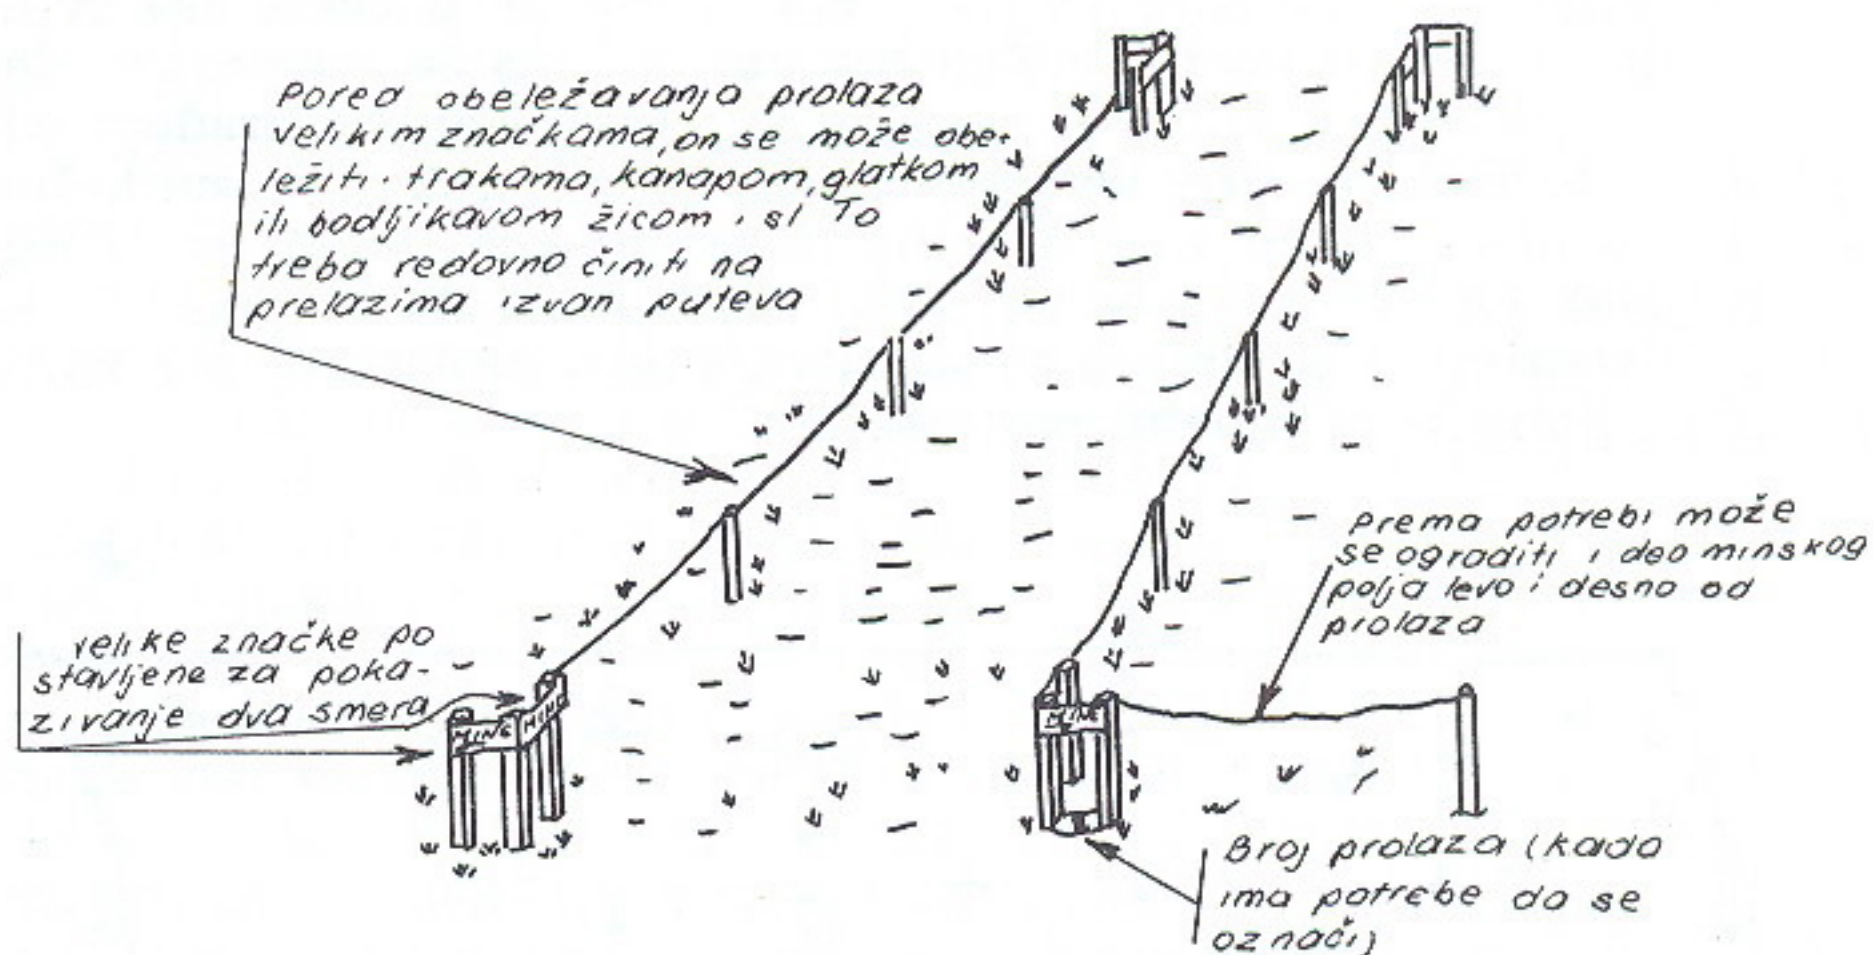 Pored obeležavanja prolaza
velikim značkama, on se može obe-
ležiti. trakama, kanapom, glatkom
ili bodljikavom žicom i sl To
treba redovno činiti na
prelazima izvan puteva
Prema potrebi može
se ograditi i deo minskog
polja levo i desno od
prolaza
velike značke po
stavljene za poka-
zivanje dva smera
MINE
MINE
MINE
Broj prolaza (kada
ima potrebe da se
označi)